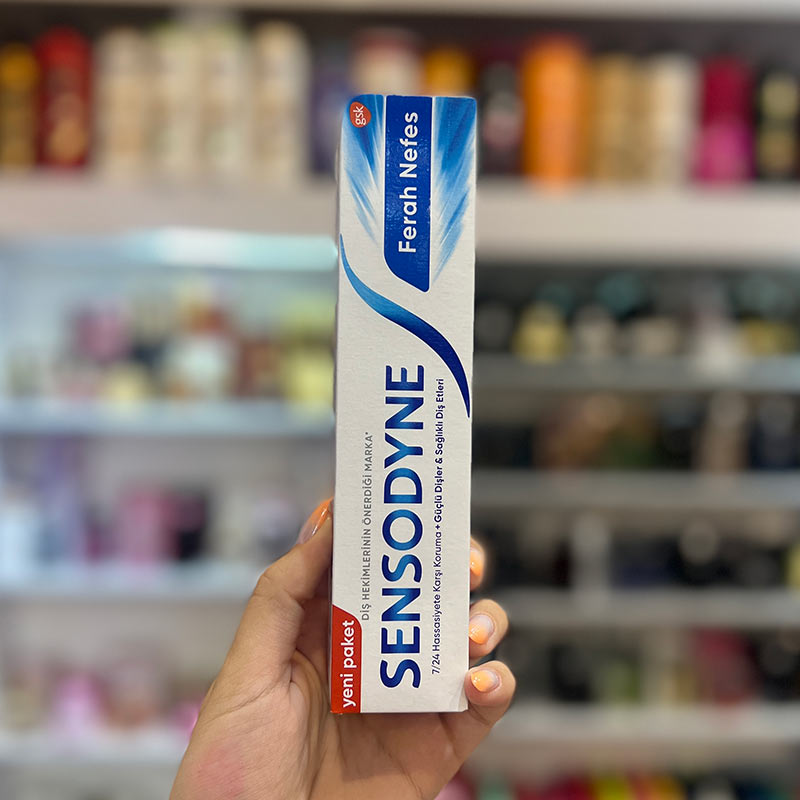 gsk
Ferah Nefes
DİŞ HEKİMLERİNİN ÖNERDİĞİ MARKA*
SENSODYNE
7/24 Hassasiyete Karşı Koruma + Güçlü Dişler & Sağlıklı Diş Etleri
yeni paket